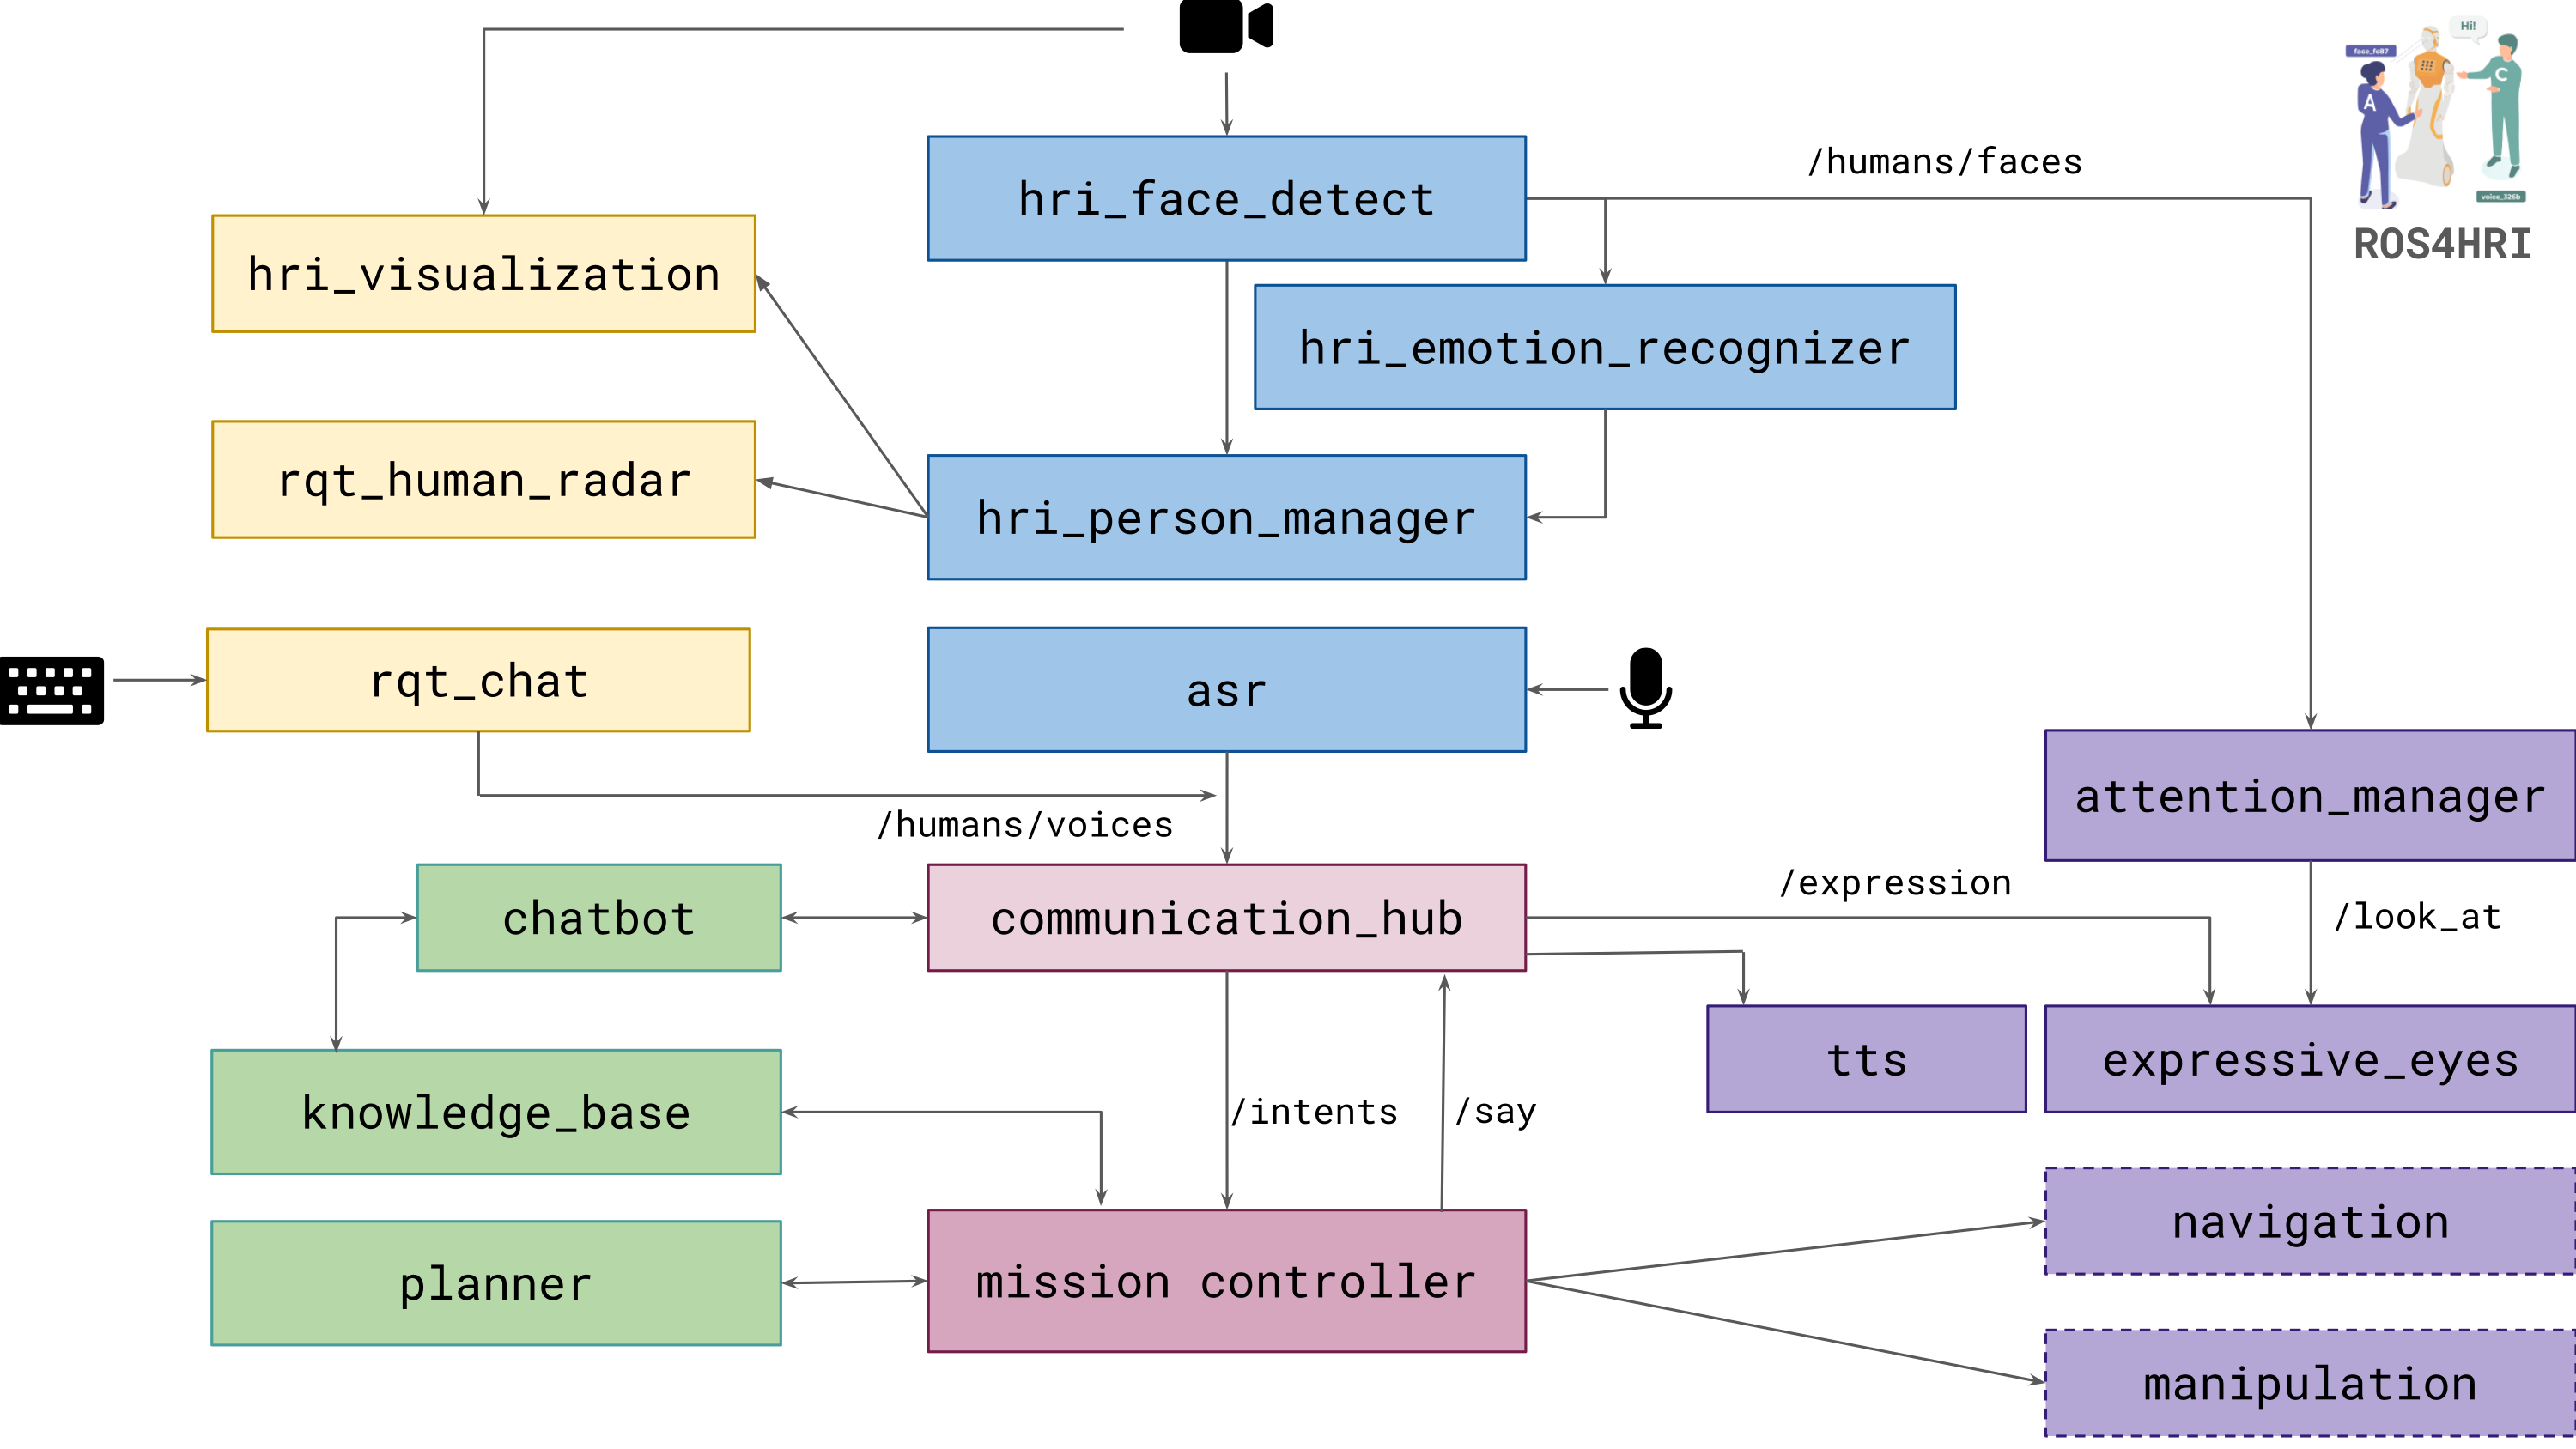 Hi!
face_fc87
A
C
voice_326b
ROS4HRI
hri_face_detect
/humans/faces
hri_visualization
hri_emotion_recognizer
rqt_human_radar
hri_person_manager
rqt_chat
asr
/humans/voices
attention_manager
chatbot
communication_hub
/expression
/look_at
tts
expressive_eyes
knowledge_base
/intents
/say
planner
mission controller
navigation
manipulation